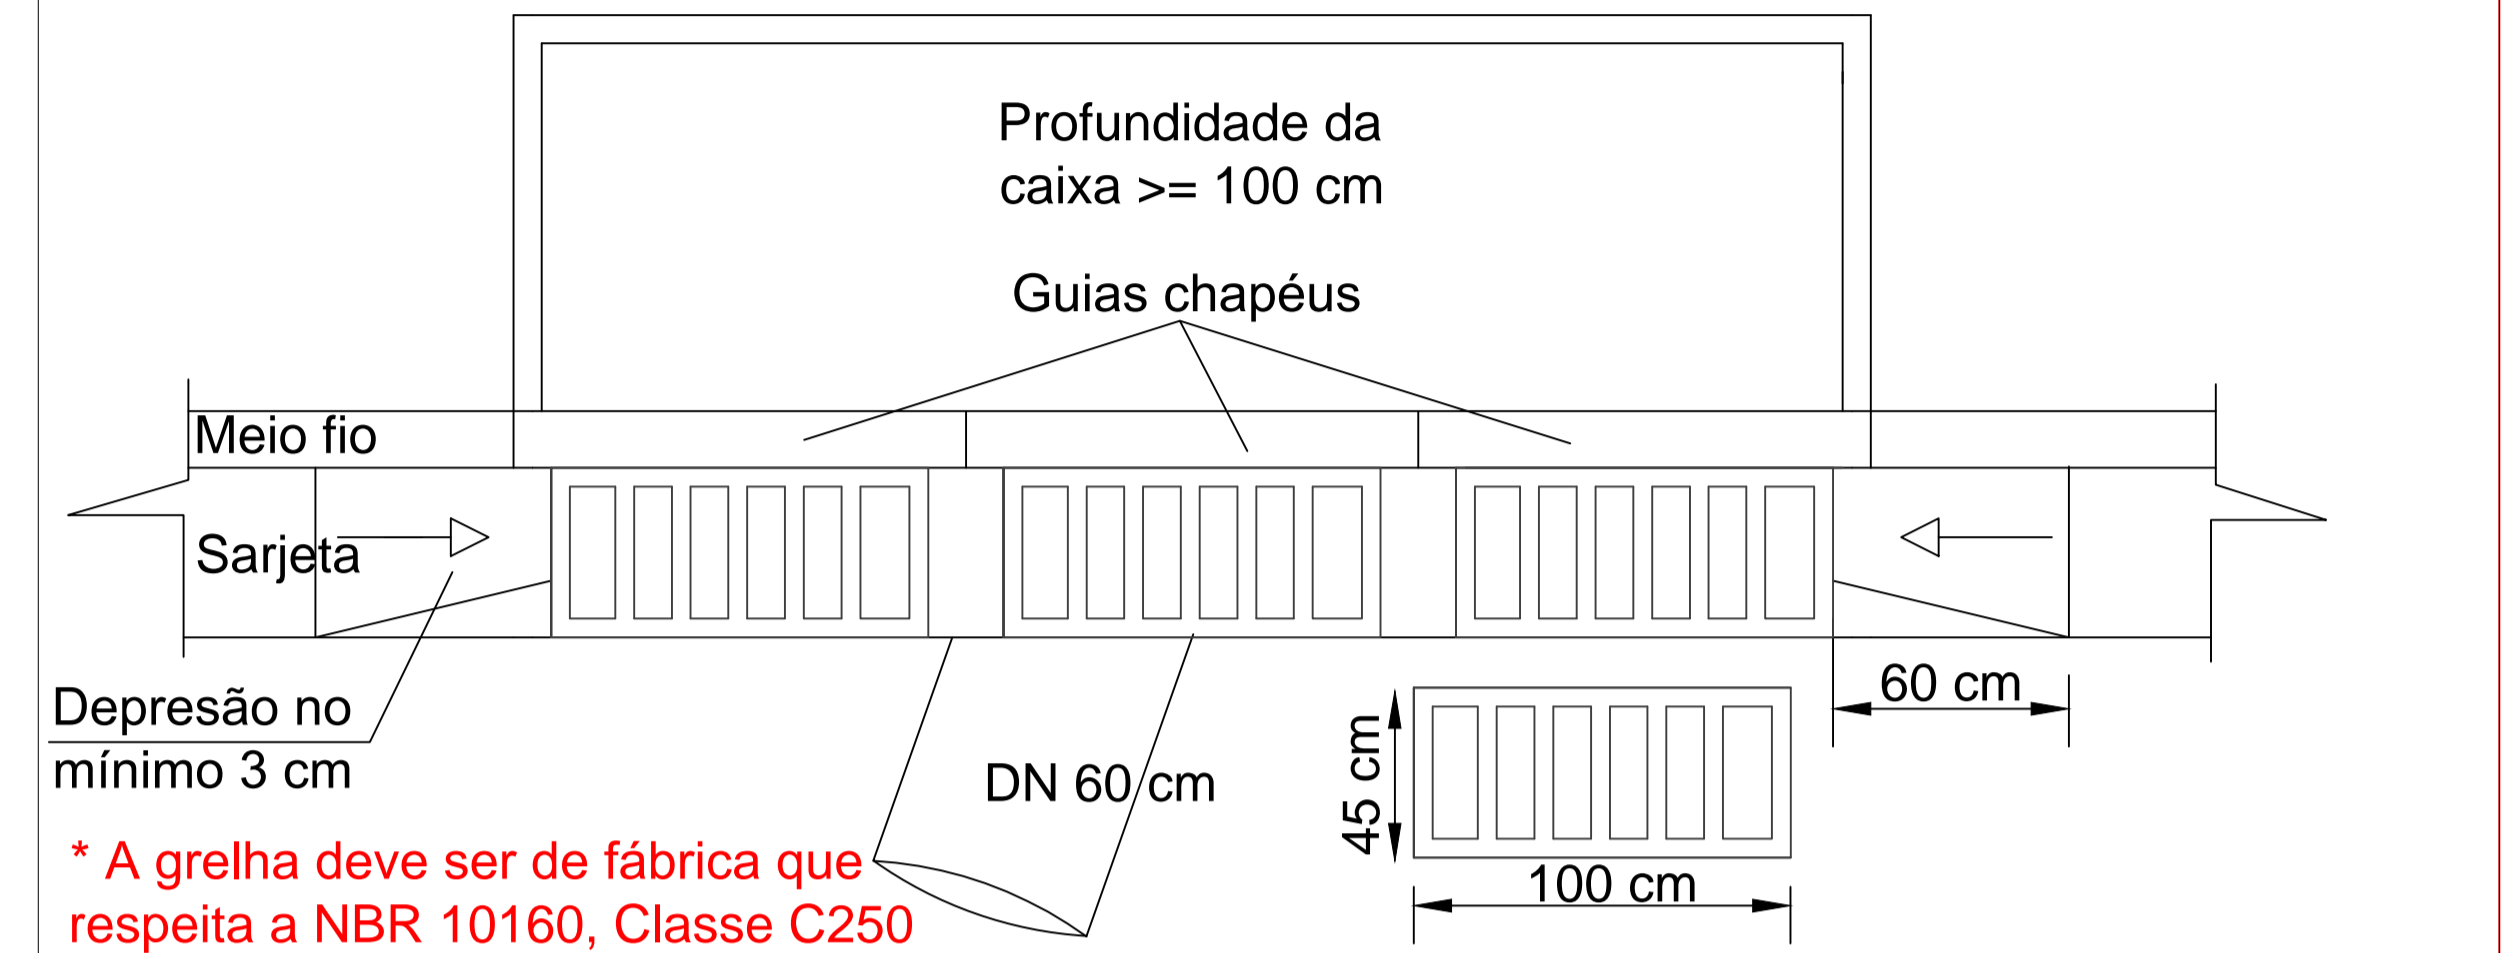 Profundidade da
caixa >= 100 cm
Guias chapéus
Meio fio
Sarjeta
Depresão no
mínimo 3 cm
60 cm
DN 60 cm
45 cm
100 cm
* A grelha deve ser de fábrica que
respeita a NBR 10160, Classe C250